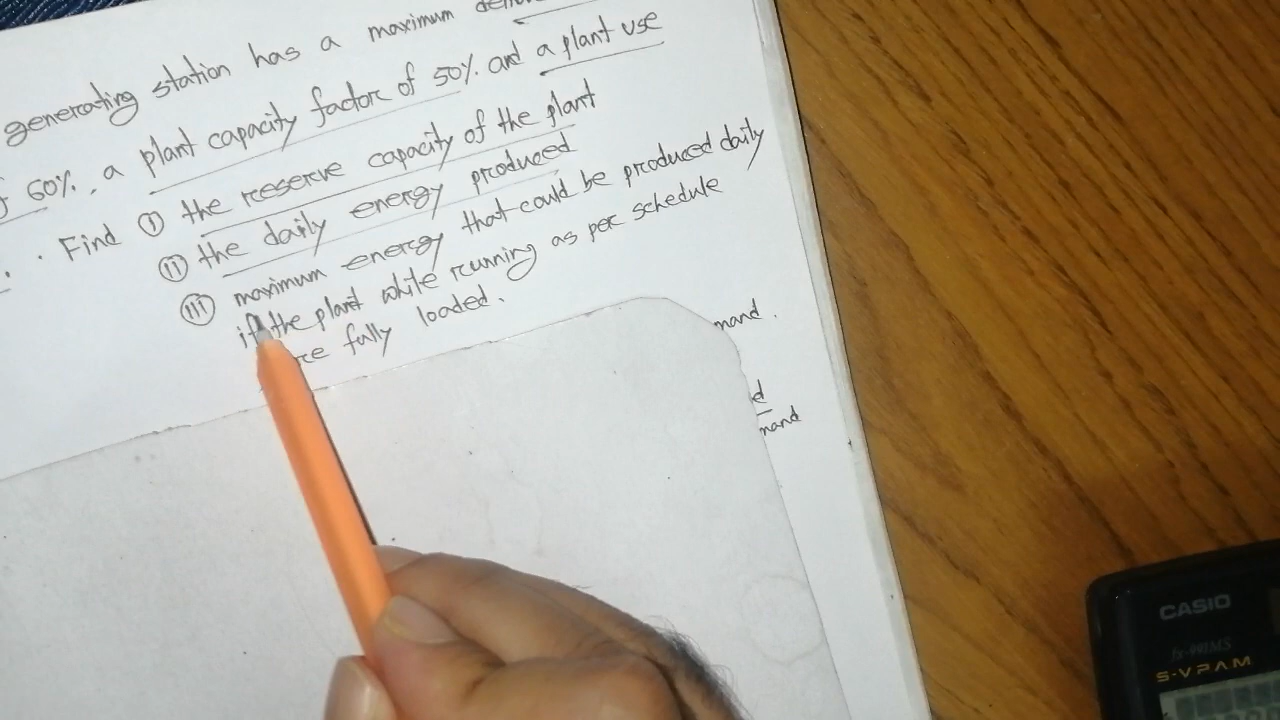 generating station has a maximum
60%, a plant capacity factor of 50% and a plant use
. Find (i) the reserve capacity of the plant
(ii) the daily energy produced
(iii) maximum energy that could be produced daily
if the plant while running as per schedule
fully loaded.
mand.
d
mand
CASIO
fx-991MS
S-V.P.A.M.